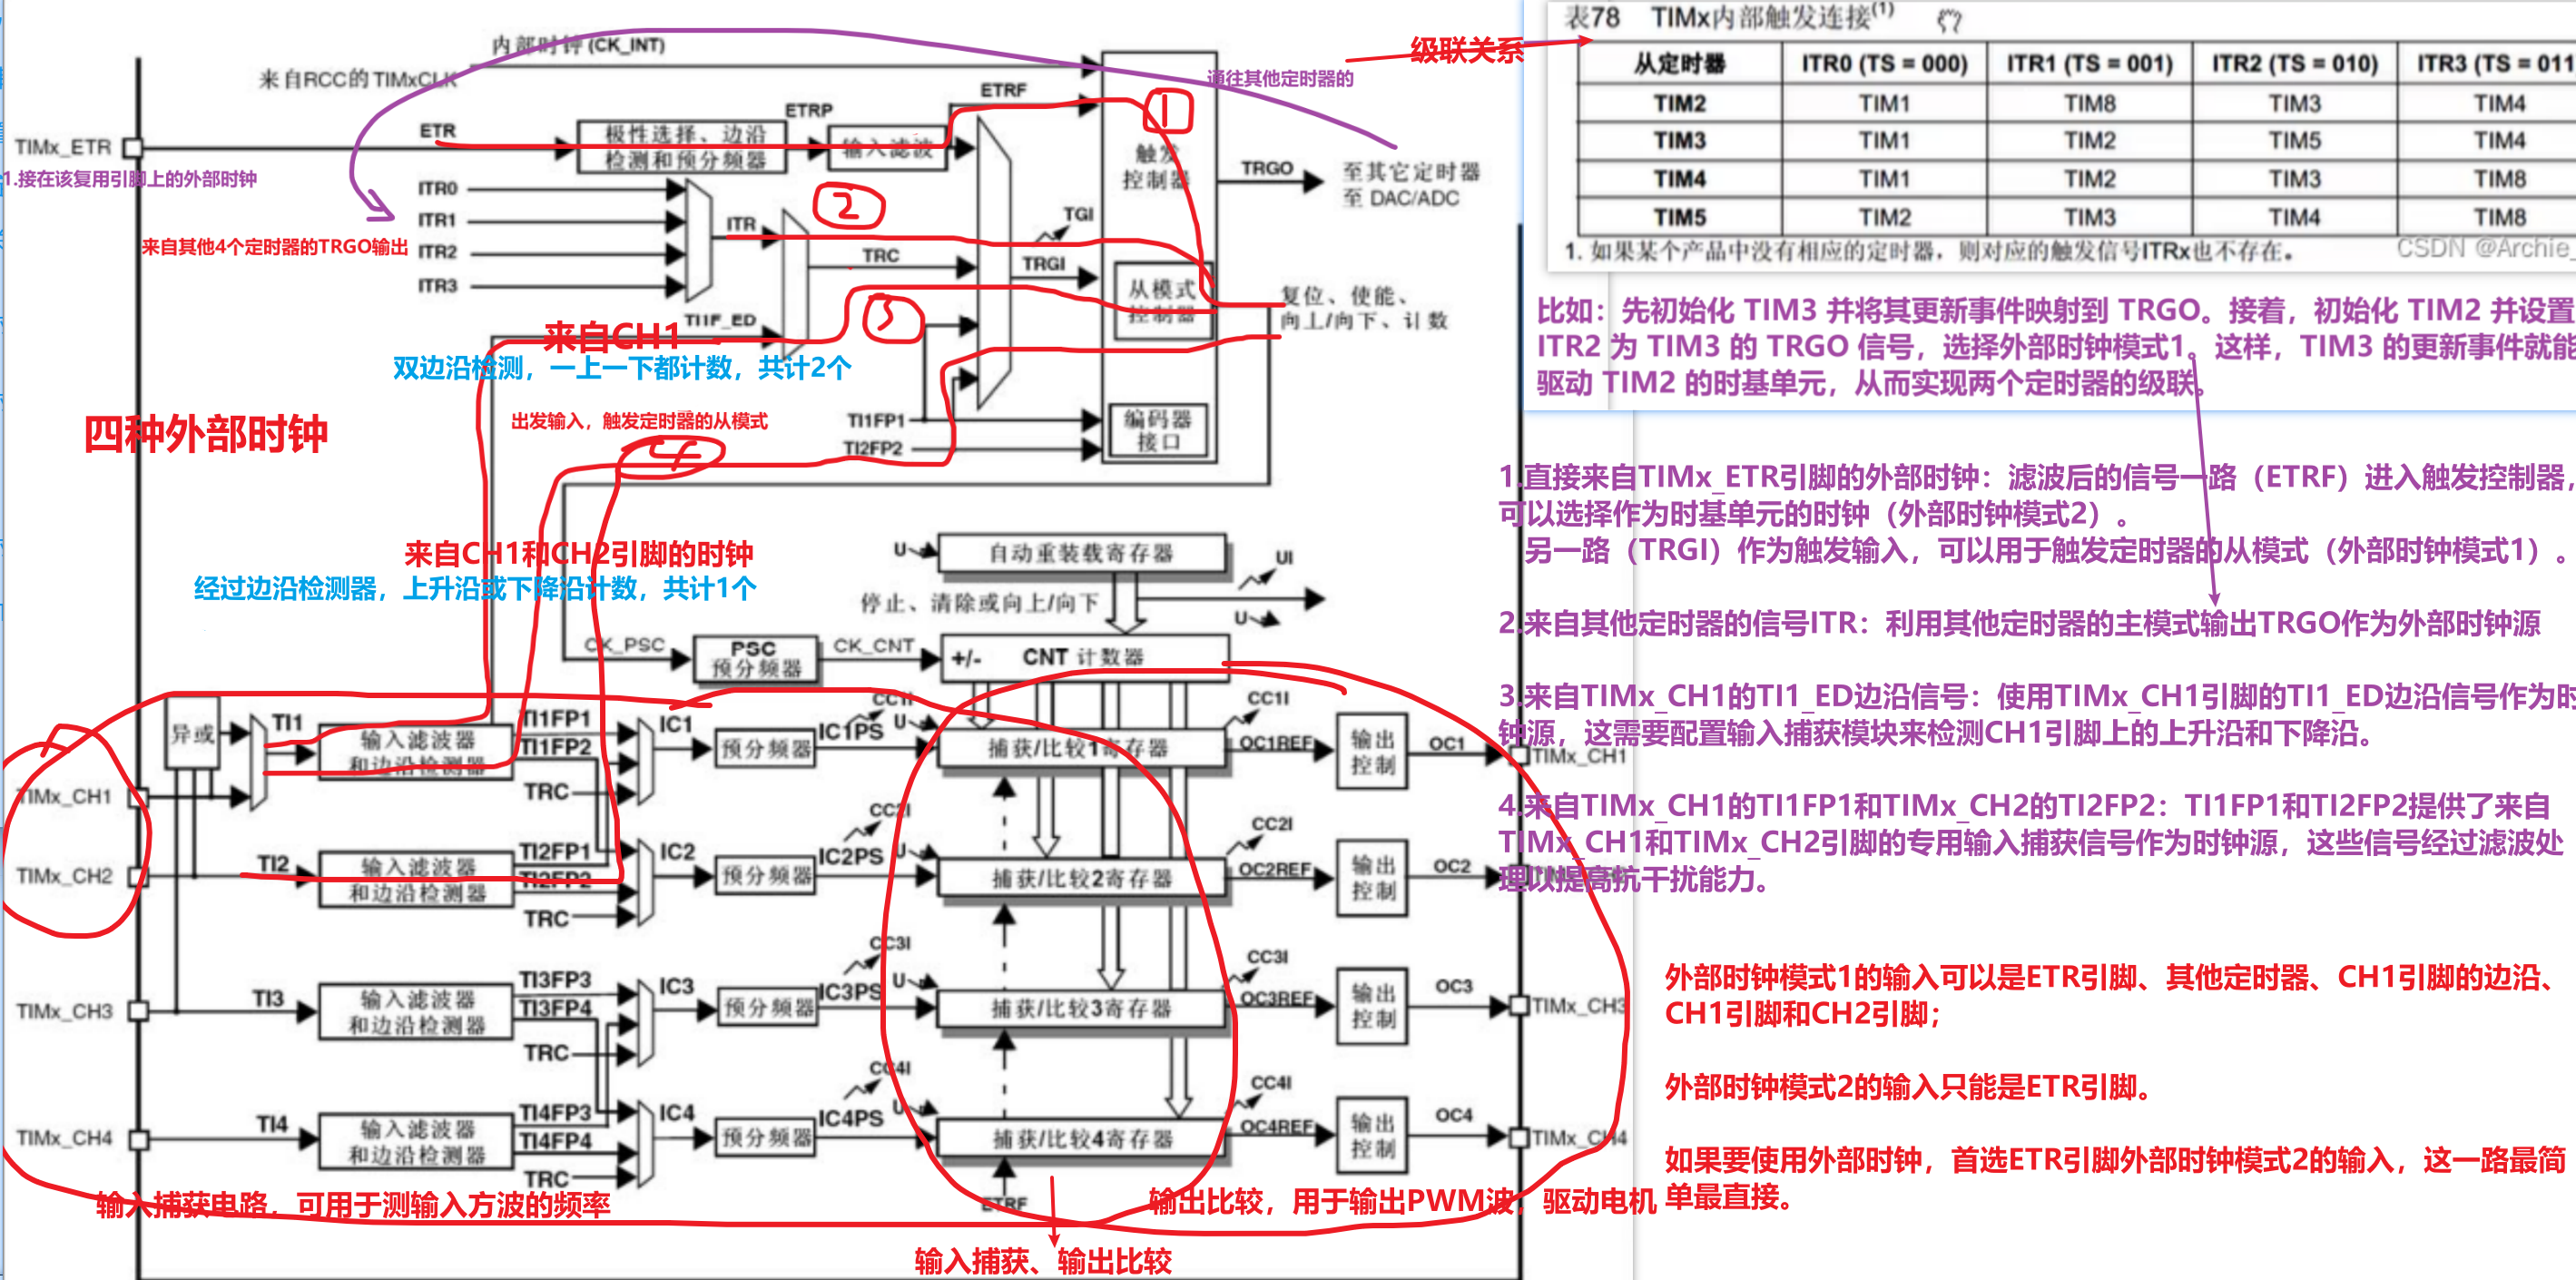 内部时钟 (CK_INT)
来自RCC的 TIMxCLK
TIMx_ETR
ETR
极性选择、边沿
检测和预分频器
ETRP
输入滤波
ETRF
1
触发
控制器
TRGO
至其它定时器
至 DAC/ADC
通往其他定时器的
级联关系
1.接在该复用引脚上的外部时钟
ITR0
ITR1
ITR2
ITR3
来自其他4个定时器的TRGO输出
ITR
2
TRC
TGI
TRGI
从模式
控制器
复位、使能、
向上/向下、计数
TI1F_ED
3
来自CH1
双边沿检测，一上一下都计数，共计2个
四种外部时钟
出发输入，触发定时器的从模式
4
TI1FP1
TI2FP2
编码器
接口
来自CH1和CH2引脚的时钟
经过边沿检测器，上升沿或下降沿计数，共计1个
U
自动重装载寄存器
UI
停止、清除或向上/向下
U
CK_PSC
PSC
预分频器
CK_CNT
+/-
CNT 计数器
异或
TI1
输入滤波器
和边沿检测器
TI1FP1
TI1FP2
TRC
IC1
预分频器
CC1I
IC1PS
U
捕获/比较1寄存器
CC1I
OC1REF
输出
控制
OC1
TIMx_CH1
TIMx_CH1
TIMx_CH2
TI2
输入滤波器
和边沿检测器
TI2FP1
TI2FP2
TRC
IC2
预分频器
CC2I
IC2PS
U
捕获/比较2寄存器
CC2I
OC2REF
输出
控制
OC2
TIMx_CH3
TI3
输入滤波器
和边沿检测器
TI3FP3
TI3FP4
TRC
IC3
预分频器
CC3I
IC3PS
U
捕获/比较3寄存器
CC3I
OC3REF
输出
控制
OC3
TIMx_CH3
TIMx_CH4
TI4
输入滤波器
和边沿检测器
TI4FP3
TI4FP4
TRC
IC4
预分频器
CC4I
IC4PS
U
捕获/比较4寄存器
CC4I
OC4REF
输出
控制
OC4
TIMx_CH4
ETRF
输入捕获电路，可用于测输入方波的频率
输出比较，用于输出PWM波，驱动电机
输入捕获、输出比较
表78 TIMx内部触发连接(1)
从定时器 ITR0 (TS = 000) ITR1 (TS = 001) ITR2 (TS = 010) ITR3 (TS = 011
TIM2 TIM1 TIM8 TIM3 TIM4
TIM3 TIM1 TIM2 TIM5 TIM4
TIM4 TIM1 TIM2 TIM3 TIM8
TIM5 TIM2 TIM3 TIM4 TIM8
1. 如果某个产品中没有相应的定时器，则对应的触发信号ITRx也不存在。
CSDN @Archie_
比如：先初始化 TIM3 并将其更新事件映射到 TRGO。接着，初始化 TIM2 并设置
ITR2 为 TIM3 的 TRGO 信号，选择外部时钟模式1。这样，TIM3 的更新事件就能
驱动 TIM2 的时基单元，从而实现两个定时器的级联。
1.直接来自TIMx_ETR引脚的外部时钟：滤波后的信号一路（ETRF）进入触发控制器，
可以选择作为时基单元的时钟（外部时钟模式2）。
另一路（TRGI）作为触发输入，可以用于触发定时器的从模式（外部时钟模式1）。
2.来自其他定时器的信号ITR：利用其他定时器的主模式输出TRGO作为外部时钟源
3.来自TIMx_CH1的TI1_ED边沿信号：使用TIMx_CH1引脚的TI1_ED边沿信号作为时
钟源，这需要配置输入捕获模块来检测CH1引脚上的上升沿和下降沿。
4.来自TIMx_CH1的TI1FP1和TIMx_CH2的TI2FP2：TI1FP1和TI2FP2提供了来自
TIMx_CH1和TIMx_CH2引脚的专用输入捕获信号作为时钟源，这些信号经过滤波处
理以提高抗干扰能力。
外部时钟模式1的输入可以是ETR引脚、其他定时器、CH1引脚的边沿、
CH1引脚和CH2引脚；
外部时钟模式2的输入只能是ETR引脚。
如果要使用外部时钟，首选ETR引脚外部时钟模式2的输入，这一路最简
单最直接。